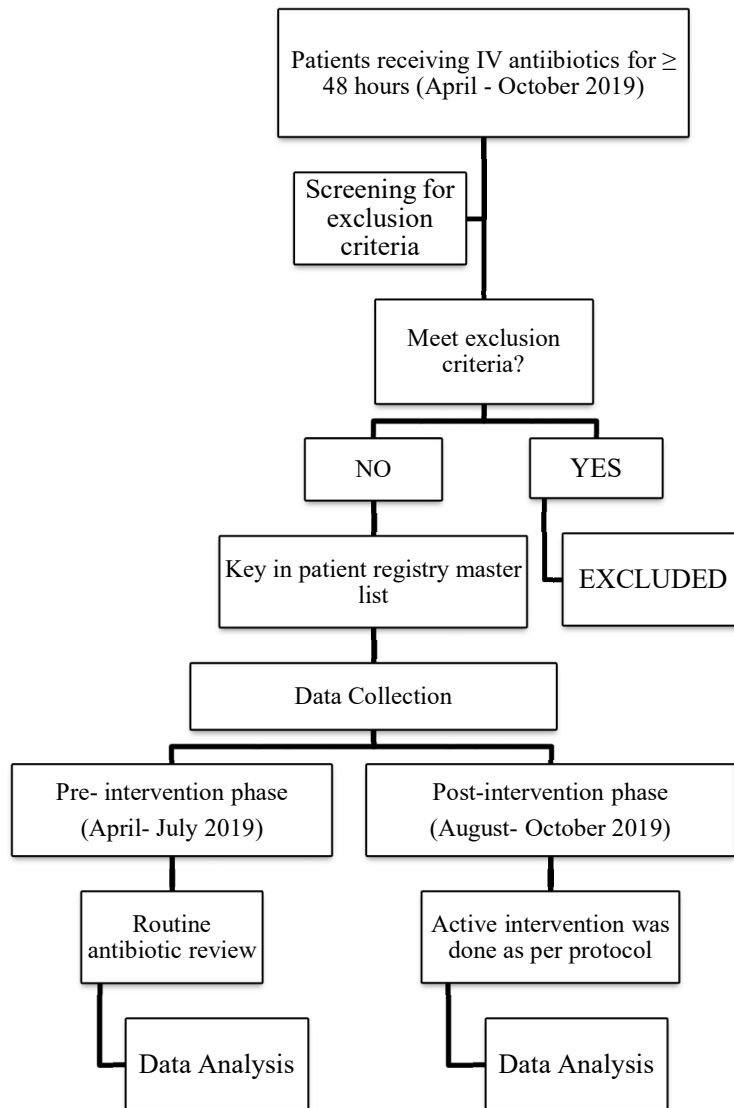 Patients receiving IV antiibiotics for ≥
48 hours (April - October 2019)
Screening for
exclusion
criteria
Meet exclusion
criteria?
NO
YES
Key in patient registry master
list
EXCLUDED
Data Collection
Pre- intervention phase
(April- July 2019)
Post-intervention phase
(August- October 2019)
Routine
antibiotic review
Active intervention was
done as per protocol
Data Analysis
Data Analysis